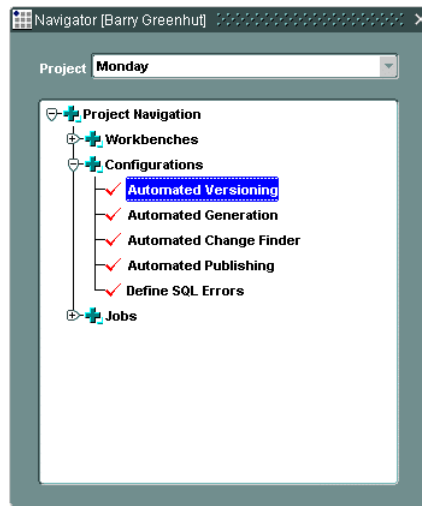 Navigator [Barry Greenhut]
Project Monday
Project Navigation
Workbenches
Configurations
Automated Versioning
Automated Generation
Automated Change Finder
Automated Publishing
Define SQL Errors
Jobs